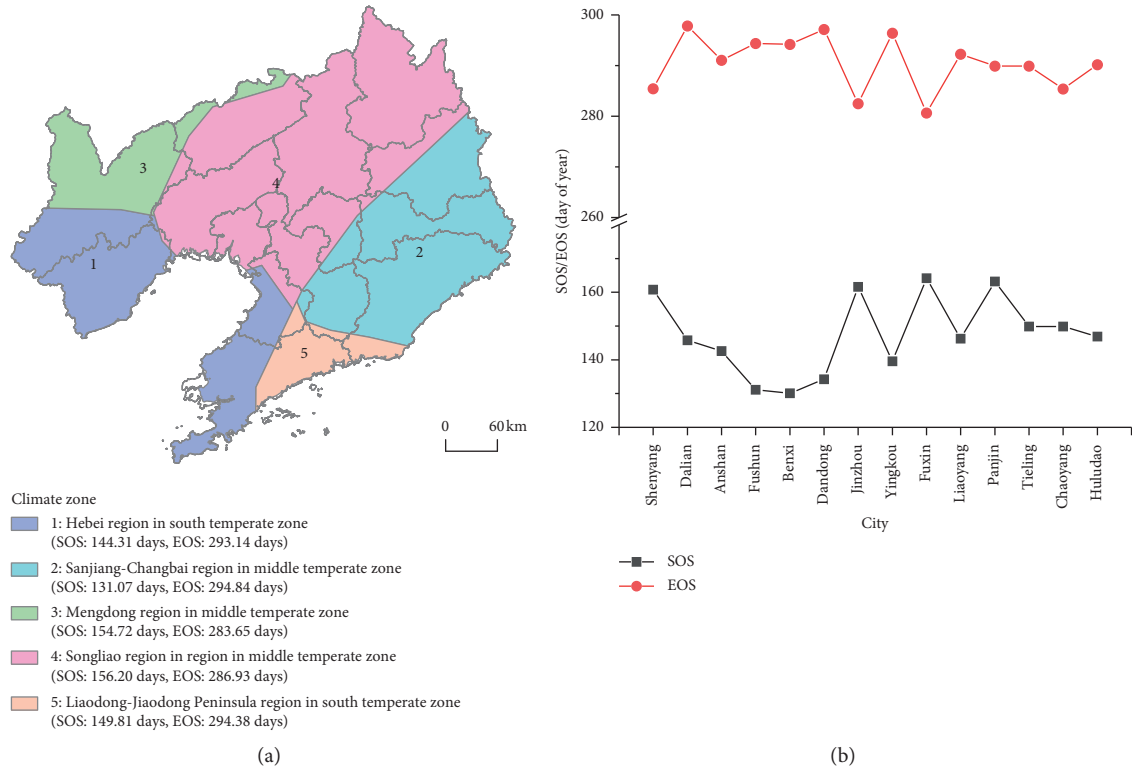 3
4
2
1
5
0
60 km
Climate zone
1: Hebei region in south temperate zone
(SOS: 144.31 days, EOS: 293.14 days)
2: Sanjiang-Changbai region in middle temperate zone
(SOS: 131.07 days, EOS: 294.84 days)
3: Mengdong region in middle temperate zone
(SOS: 154.72 days, EOS: 283.65 days)
4: Songliao region in region in middle temperate zone
(SOS: 156.20 days, EOS: 286.93 days)
5: Liaodong-Jiaodong Peninsula region in south temperate zone
(SOS: 149.81 days, EOS: 294.38 days)
(a)
300
280
260
160
140
120
SOS/EOS (day of year)
Shenyang
Dalian
Anshan
Fushun
Benxi
Dandong
Jinzhou
Yingkou
Fuxin
Liaoyang
Panjin
Tieling
Chaoyang
Huludao
City
SOS
EOS
(b)